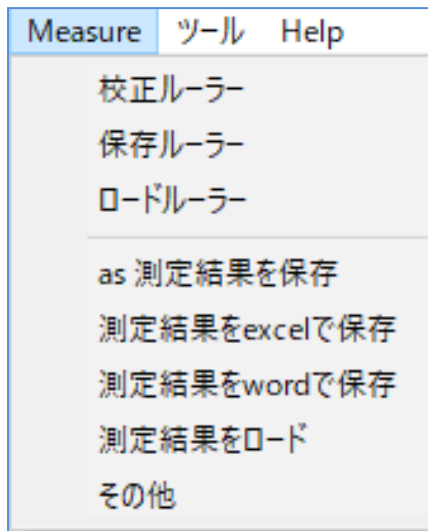 Measure ツール Help
校正ルーラー
保存ルーラー
ロードルーラー
as 測定結果を保存
測定結果をexcelで保存
測定結果をwordで保存
測定結果をロード
その他